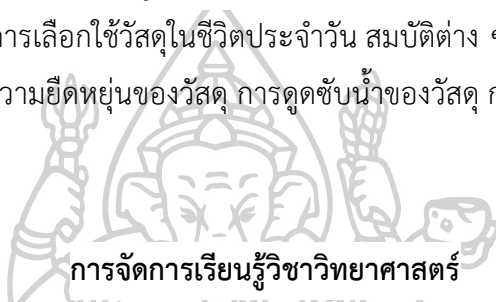 การเลือกใช้วัสดุในชีวิตประจำวัน สมบัติต่าง
วามยืดหยุ่นของวัสดุ การดูดซับน้ำของวัสดุ
การจัดการเรียนรู้วิชาวิทยาศาสตร์